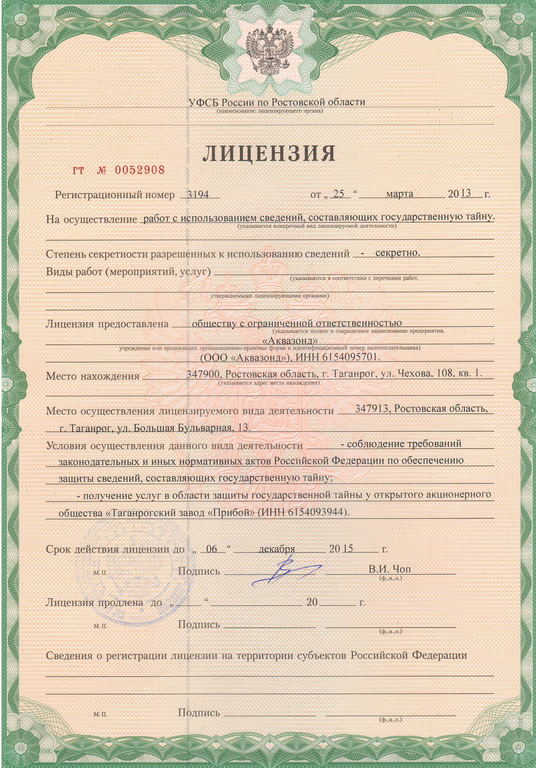 УФСБ России по Ростовской области
(наименование лицензирующего органа)
ЛИЦЕНЗИЯ
ГТ № 0052908
Регистрационный номер 3194 от „ 25 “ марта 2013 г.
На осуществление работ с использованием сведений, составляющих государственную тайну.
(указывается конкретный вид лицензируемой деятельности)
Степень секретности разрешенных к использованию сведений - секретно.
Виды работ (мероприятий, услуг)
(указываются в соответствии с перечнями работ,
утверждаемыми лицензирующими органами)
Лицензия предоставлена обществу с ограниченной ответственностью
(указывается полное и сокращенное наименование предприятия,
«Аквазонд»
учреждения или организации, организационно-правовая форма и идентификационный номер налогоплательщика)
(ООО «Аквазонд»), ИНН 6154095701.
Место нахождения 347900, Ростовская область, г. Таганрог, ул. Чехова, 108, кв. 1.
(указывается адрес места нахождения)
Место осуществления лицензируемого вида деятельности 347913, Ростовская область,
г. Таганрог, ул. Большая Бульварная, 13.
Условия осуществления данного вида деятельности - соблюдение требований
законодательных и иных нормативных актов Российской Федерации по обеспечению
защиты сведений, составляющих государственную тайну;
- получение услуг в области защиты государственной тайны у открытого акционерного
общества «Таганрогский завод «Прибой» (ИНН 6154093944).
Срок действия лицензии до „ 06 “ декабря 2015 г.
М.П. Подпись В.И. Чоп
(ф.,и.,о.)
Лицензия продлена до „ “ 20 г.
М.П. Подпись
(ф.,и.,о.)
Сведения о регистрации лицензии на территории субъектов Российской Федерации
М.П. Подпись
(ф.,и.,о.)